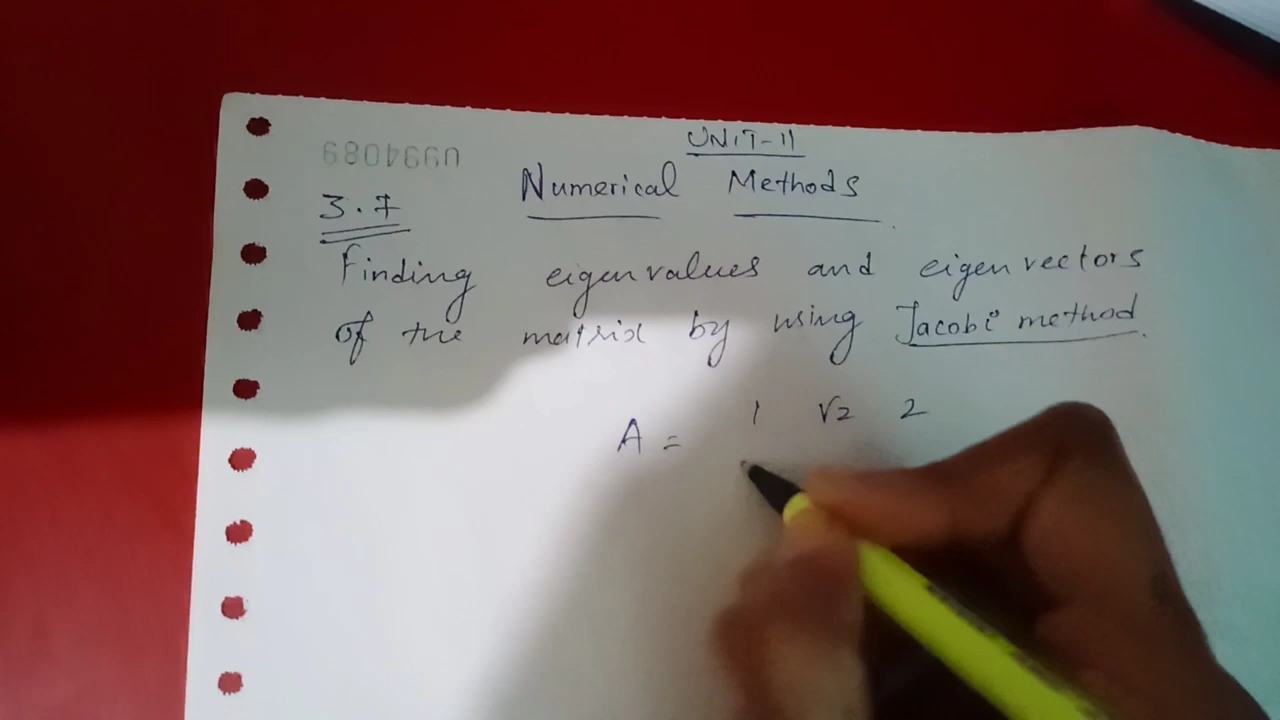 UNIT-II
U994089
Numerical Methods
3.7
Finding eigenvalues and eigenvectors
of the matrix by using Jacobi method.
1 √2 2
A =